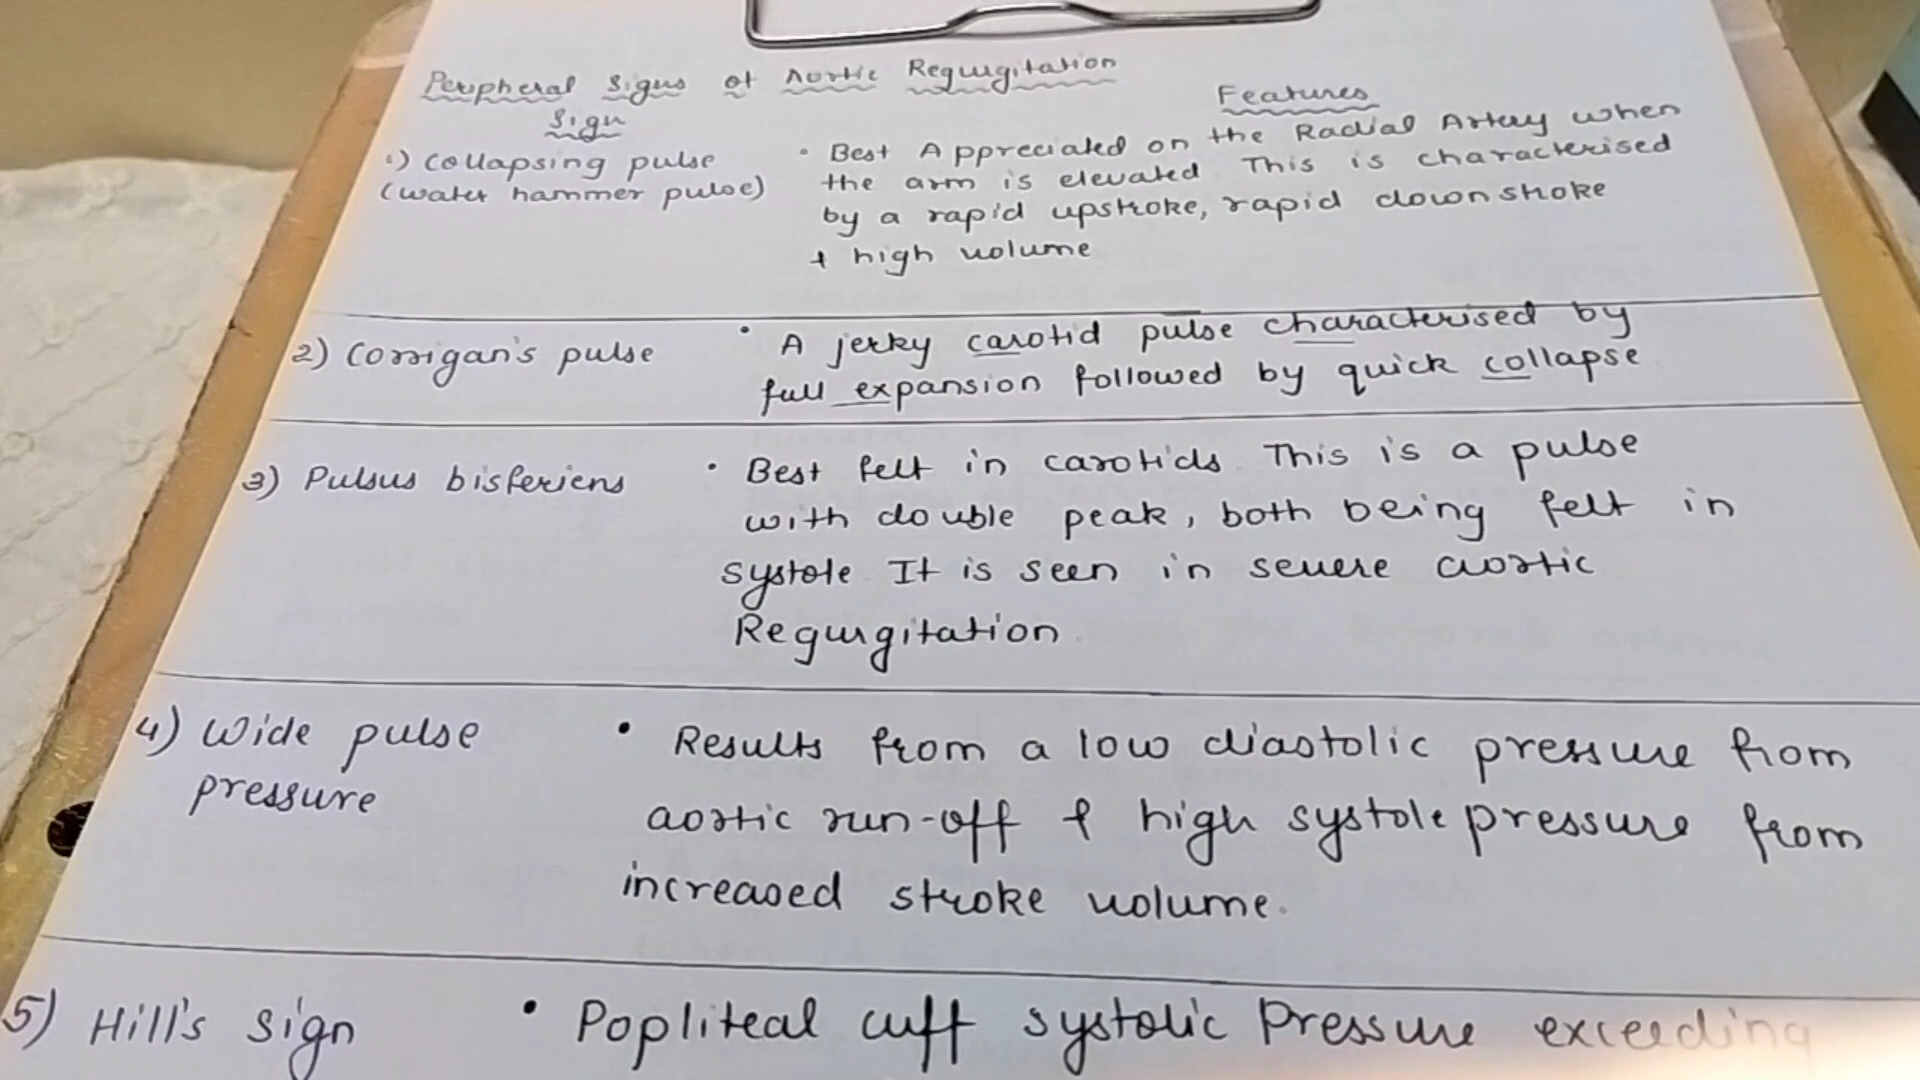 Peripheral Signs of Aortic Regurgitation
Sign
Features
1) Collapsing pulse
(water hammer pulse)
• Best Appreciated on the Radial Artery when
the arm is elevated This is characterised
by a rapid upstroke, rapid downstroke
+ high volume
2) Corrigan's pulse
• A jerky carotid pulse characterised by
full expansion followed by quick collapse
3) Pulsus bisferiens
• Best felt in carotids This is a pulse
with double peak, both being felt in
systole It is seen in severe aortic
Regurgitation
4) Wide pulse
pressure
• Results from a low diastolic pressure from
aortic run-off & high systole pressure from
increased stroke volume.
5) Hill's sign
• Popliteal cuff systolic Pressure exceeding